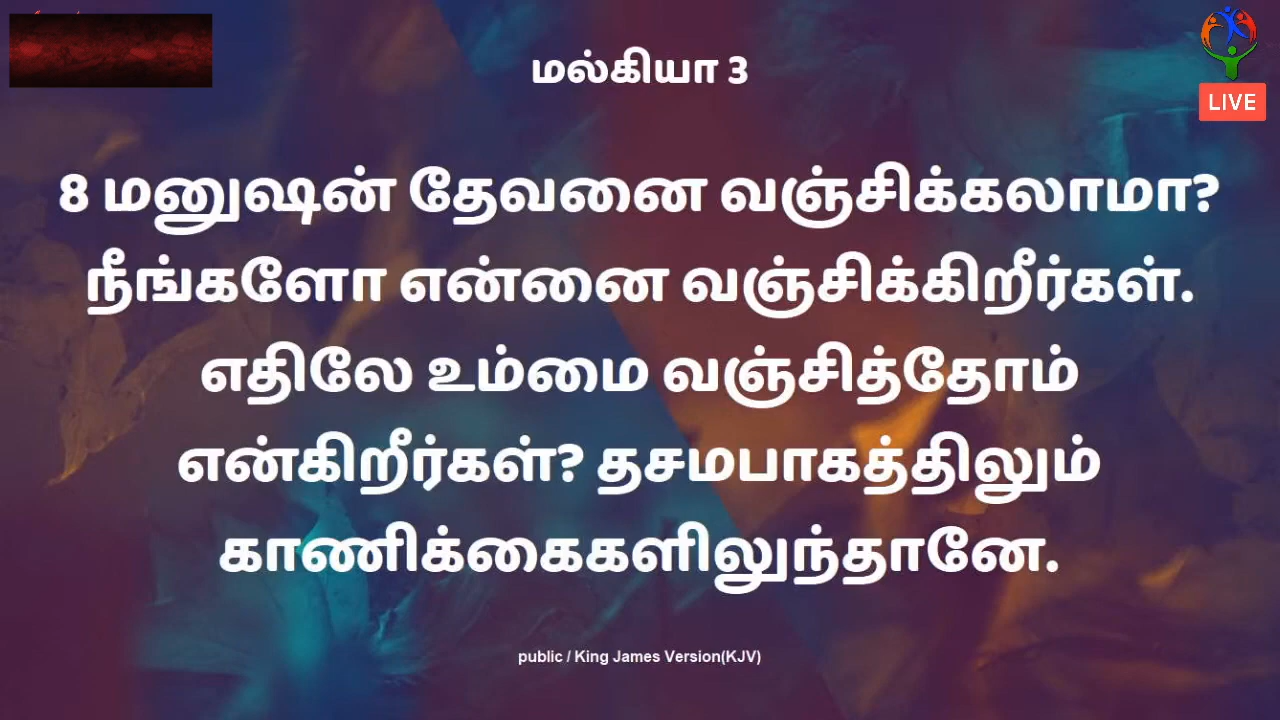 மல்கியா 3
LIVE
8 மனுஷன் தேவனை வஞ்சிக்கலாமா?
நீங்களோ என்னை வஞ்சிக்கிறீர்கள்.
எதிலே உம்மை வஞ்சித்தோம்
என்கிறீர்கள்? தசமபாகத்திலும்
காணிக்கைகளிலுந்தானே.
public / King James Version(KJV)